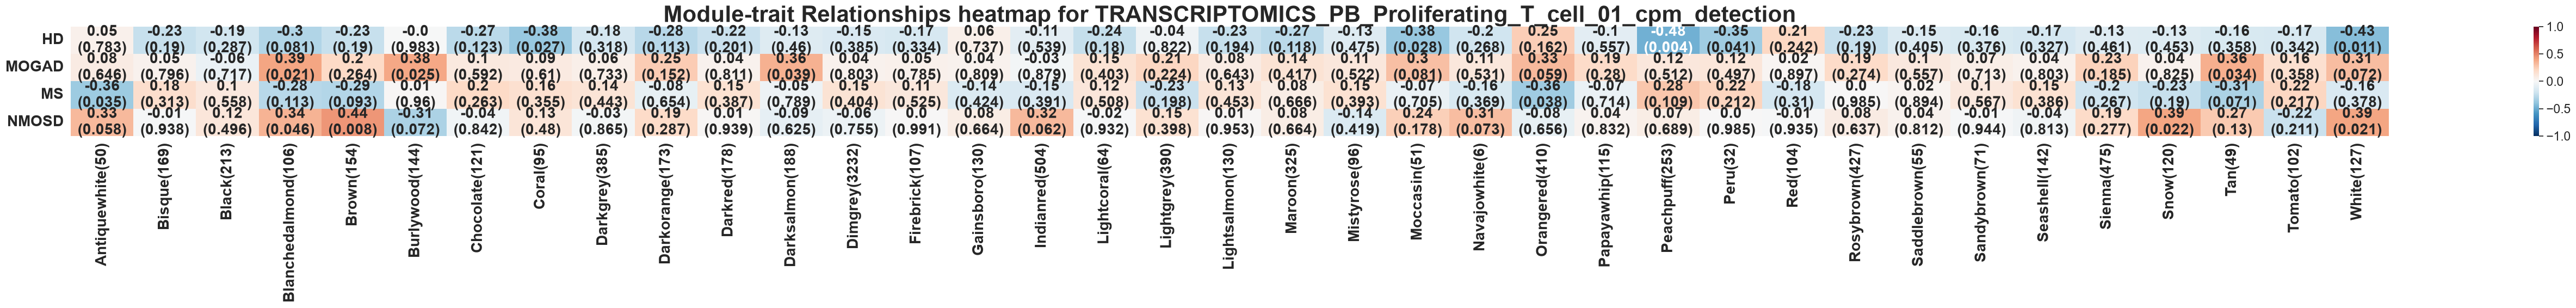 Module-trait Relationships heatmap for TRANSCRIPTOMICS_PB_Proliferating_T_cell_01_cpm_detection
HD
0.05 -0.23 -0.19 -0.3 -0.23 -0.0 -0.27 -0.38 -0.18 -0.28 -0.22 -0.13 -0.15 -0.17 0.06 -0.11 -0.24 -0.04 -0.23 -0.27 -0.13 -0.38 -0.2 0.25 -0.1 -0.48 -0.35 0.21 -0.23 -0.15 -0.16 -0.17 -0.13 -0.13 -0.16 -0.17 -0.43
(0.783) (0.19) (0.287) (0.081) (0.19) (0.983) (0.123) (0.027) (0.318) (0.113) (0.201) (0.46) (0.385) (0.334) (0.737) (0.539) (0.18) (0.822) (0.194) (0.118) (0.475) (0.028) (0.268) (0.162) (0.557) (0.004) (0.041) (0.242) (0.19) (0.405) (0.376) (0.327) (0.461) (0.453) (0.358) (0.342) (0.011)
MOGAD
0.08 0.05 -0.06 0.39 0.2 0.38 0.1 0.09 0.06 0.25 0.04 0.36 0.04 0.05 0.04 -0.03 0.15 0.21 0.08 0.14 0.11 0.3 0.11 0.33 0.19 0.12 0.12 0.02 0.19 0.1 0.07 0.04 0.23 0.04 0.36 0.16 0.31
(0.646) (0.796) (0.717) (0.021) (0.264) (0.025) (0.592) (0.61) (0.733) (0.152) (0.811) (0.039) (0.803) (0.785) (0.809) (0.879) (0.403) (0.224) (0.643) (0.417) (0.522) (0.081) (0.531) (0.059) (0.28) (0.512) (0.497) (0.897) (0.274) (0.557) (0.713) (0.803) (0.185) (0.825) (0.034) (0.358) (0.072)
MS
-0.36 0.18 0.1 -0.28 -0.29 0.01 0.2 0.16 0.14 -0.08 0.15 -0.05 0.15 0.11 -0.14 -0.15 0.12 -0.23 0.13 0.08 0.15 -0.07 -0.16 -0.36 -0.07 0.28 0.22 -0.18 0.0 0.02 0.1 0.15 -0.2 -0.23 -0.31 0.22 -0.16
(0.035) (0.313) (0.558) (0.113) (0.093) (0.96) (0.263) (0.355) (0.443) (0.654) (0.387) (0.789) (0.404) (0.525) (0.424) (0.391) (0.508) (0.198) (0.453) (0.666) (0.393) (0.705) (0.369) (0.038) (0.714) (0.109) (0.212) (0.31) (0.985) (0.894) (0.567) (0.386) (0.267) (0.19) (0.071) (0.217) (0.378)
NMOSD
0.33 -0.01 0.12 0.34 0.44 -0.31 -0.04 0.13 -0.03 0.19 0.01 -0.09 -0.06 0.0 0.08 0.32 -0.02 0.15 0.01 0.08 -0.14 0.24 0.31 -0.08 0.04 0.07 0.0 -0.01 0.08 0.04 -0.01 -0.04 0.19 0.39 0.27 -0.22 0.39
(0.058) (0.938) (0.496) (0.046) (0.008) (0.072) (0.842) (0.48) (0.865) (0.287) (0.939) (0.625) (0.755) (0.991) (0.664) (0.062) (0.932) (0.398) (0.953) (0.664) (0.419) (0.178) (0.073) (0.656) (0.832) (0.689) (0.985) (0.935) (0.637) (0.812) (0.944) (0.813) (0.277) (0.022) (0.13) (0.211) (0.021)
Antiquewhite(50)
Bisque(169)
Black(213)
Blanchedalmond(106)
Brown(154)
Burlywood(144)
Chocolate(121)
Coral(95)
Darkgrey(385)
Darkorange(173)
Darkred(178)
Darksalmon(188)
Dimgrey(3232)
Firebrick(107)
Gainsboro(130)
Indianred(504)
Lightcoral(64)
Lightgrey(390)
Lightsalmon(130)
Maroon(325)
Mistyrose(96)
Moccasin(51)
Navajowhite(6)
Orangered(410)
Papayawhip(115)
Peachpuff(253)
Peru(32)
Red(104)
Rosybrown(427)
Saddlebrown(55)
Sandybrown(71)
Seashell(142)
Sienna(475)
Snow(120)
Tan(49)
Tomato(102)
White(127)
1.0
0.5
0.0
−0.5
−1.0